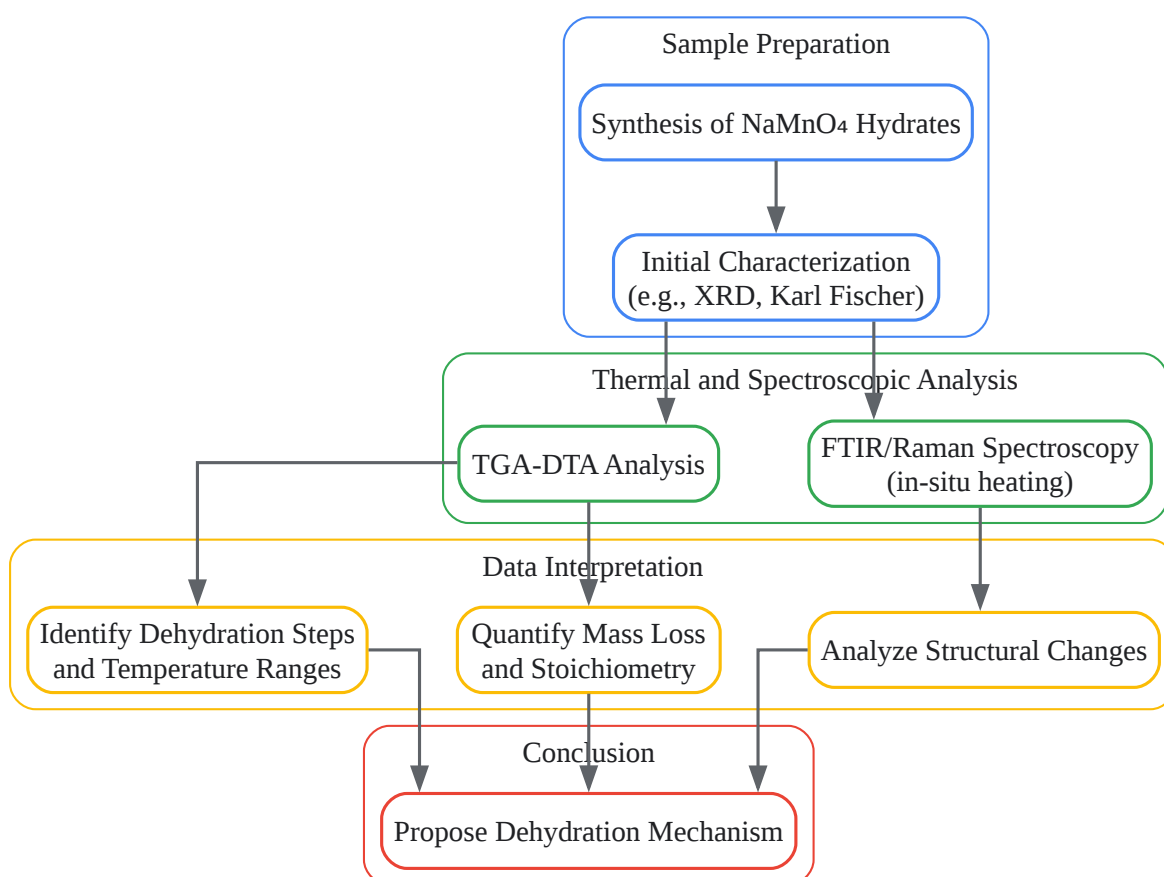 Sample Preparation
Synthesis of NaMnO₄ Hydrates
Initial Characterization
(e.g., XRD, Karl Fischer)
Thermal and Spectroscopic Analysis
TGA-DTA Analysis
FTIR/Raman Spectroscopy
(in-situ heating)
Data Interpretation
Identify Dehydration Steps
and Temperature Ranges
Quantify Mass Loss
and Stoichiometry
Analyze Structural Changes
Conclusion
Propose Dehydration Mechanism